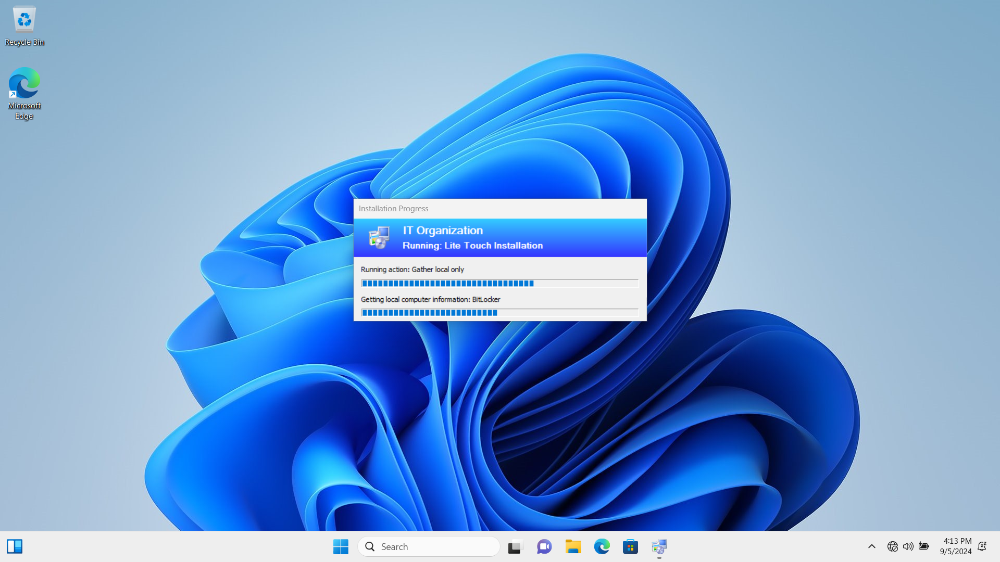 Recycle Bin
Microsoft
Edge
Installation Progress
IT Organization
Running: Lite Touch Installation
Running action: Gather local only
Getting local computer information: BitLocker
Search
4:13 PM
9/5/2024